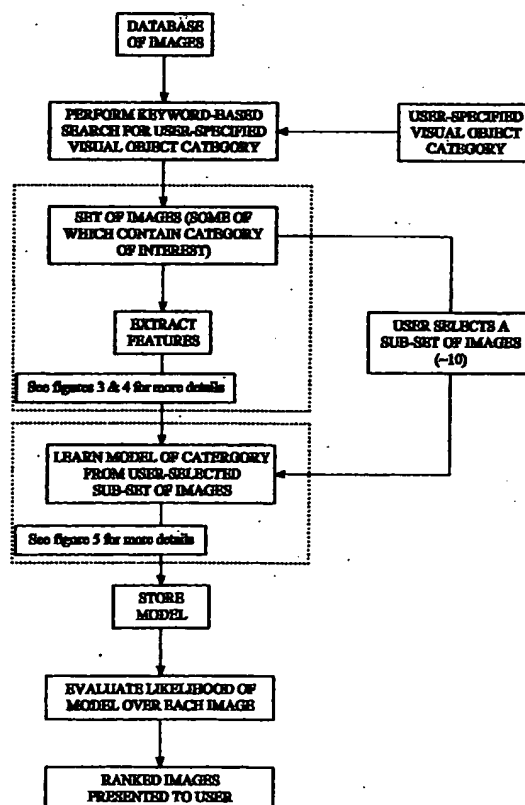 DATABASE
OF IMAGES
PERFORM KEYWORD-BASED
SEARCH FOR USER-SPECIFIED
VISUAL OBJECT CATEGORY
USER-SPECIFIED
VISUAL OBJECT
CATEGORY
SET OF IMAGES (SOME OF
WHICH CONTAIN CATEGORY
OF INTEREST)
EXTRACT
FEATURES
USER SELECTS A
SUB-SET OF IMAGES
(~10)
See figures 3 & 4 for more details
LEARN MODEL OF CATERGORY
FROM USER-SELECTED
SUB-SET OF IMAGES
See figure 5 for more details
STORE
MODEL
EVALUATE LIKELIHOOD OF
MODEL OVER EACH IMAGE
RANKED IMAGES
PRESENTED TO USER